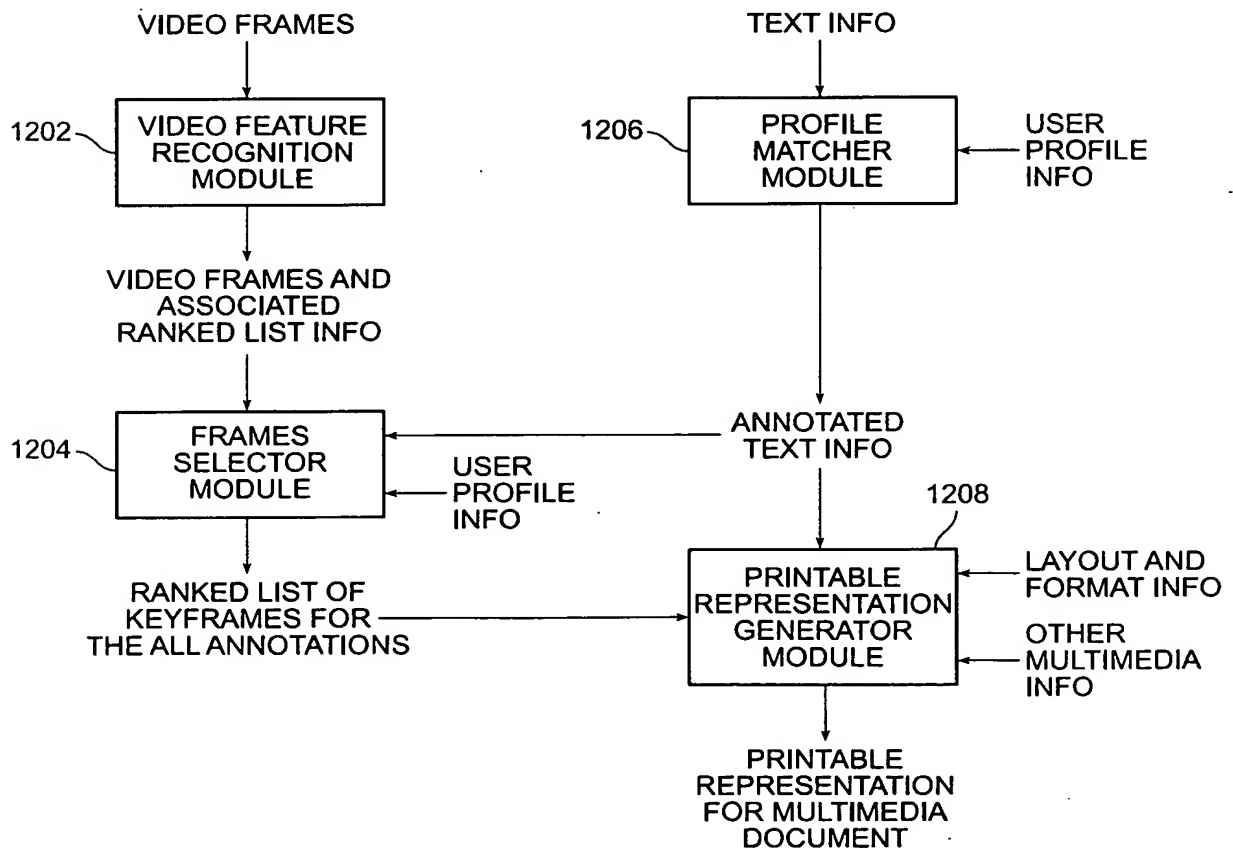 VIDEO FRAMES
TEXT INFO
1202
VIDEO FEATURE
RECOGNITION
MODULE
1206
PROFILE
MATCHER
MODULE
USER
PROFILE
INFO
VIDEO FRAMES AND
ASSOCIATED
RANKED LIST INFO
1204
FRAMES
SELECTOR
MODULE
ANNOTATED
TEXT INFO
USER
PROFILE
INFO
1208
RANKED LIST OF
KEYFRAMES FOR
THE ALL ANNOTATIONS
PRINTABLE
REPRESENTATION
GENERATOR
MODULE
LAYOUT AND
FORMAT INFO
OTHER
MULTIMEDIA
INFO
PRINTABLE
REPRESENTATION
FOR MULTIMEDIA
DOCUMENT